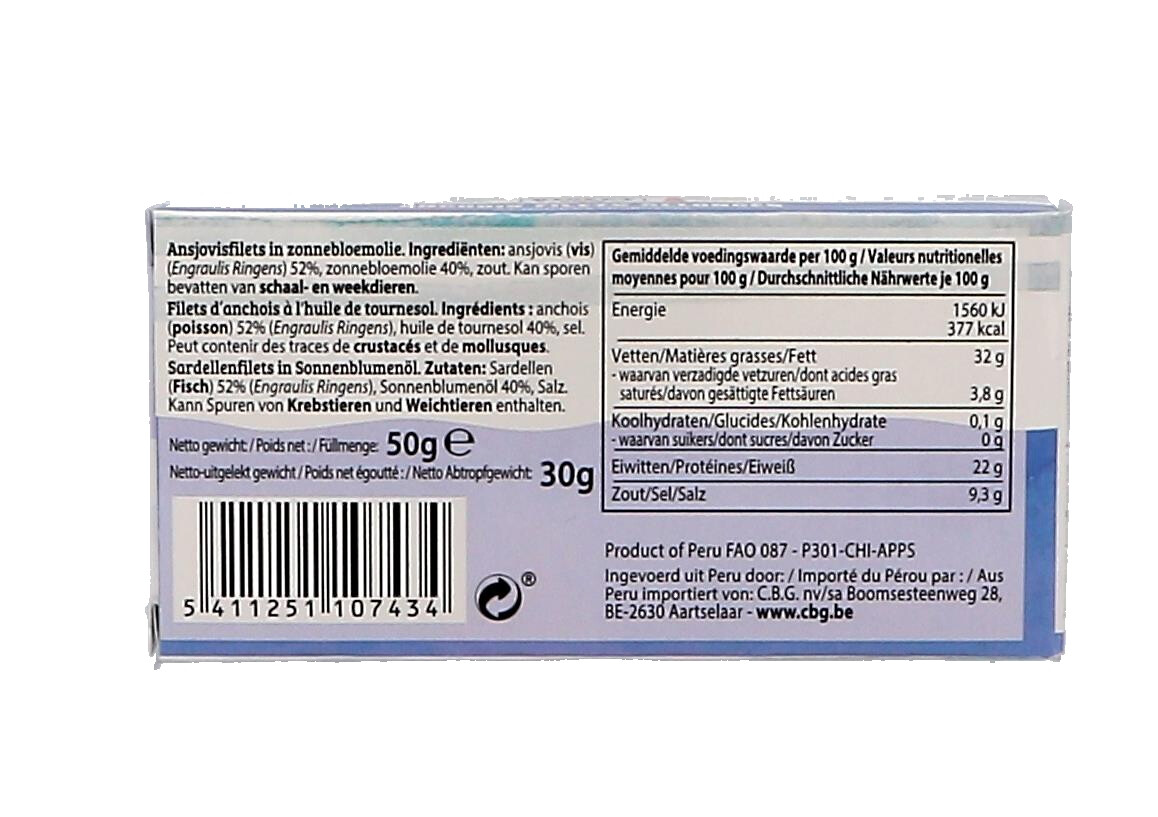 Ansjovisfilets in zonnebloemolie. Ingrediënten: ansjovis (vis)
(Engraulis Ringens) 52%, zonnebloemolie 40%, zout. Kan sporen
bevatten van schaal- en weekdieren.
Filets d'anchois à l'huile de tournesol. Ingrédients : anchois
(poisson) 52% (Engraulis Ringens), huile de tournesol 40%, sel.
Peut contenir des traces de crustacés et de mollusques.
Sardellenfilets in Sonnenblumenöl. Zutaten: Sardellen
(Fisch) 52% (Engraulis Ringens), Sonnenblumenöl 40%, Salz.
Kann Spuren von Krebstieren und Weichtieren enthalten.
Netto gewicht: / Poids net : / Füllmenge: 50g ℮
Netto-uitgelekt gewicht / Poids net égoutté : / Netto Abtropfgewicht: 30g
5 411251 107434
®
Gemiddelde voedingswaarde per 100 g / Valeurs nutritionelles
moyennes pour 100 g / Durchschnittliche Nährwerte je 100 g
Energie 1560 kJ
377 kcal
Vetten/Matières grasses/Fett 32 g
- waarvan verzadigde vetzuren/dont acides gras
saturés/davon gesättigte Fettsäuren 3,8 g
Koolhydraten/Glucides/Kohlenhydrate 0,1 g
- waarvan suikers/dont sucres/davon Zucker 0 g
Eiwitten/Protéines/Eiweiß 22 g
Zout/Sel/Salz 9,3 g
Product of Peru FAO 087 - P301-CHI-APPS
Ingevoerd uit Peru door: / Importé du Pérou par : / Aus
Peru importiert von: C.B.G. nv/sa Boomsesteenweg 28,
BE-2630 Aartselaar - www.cbg.be